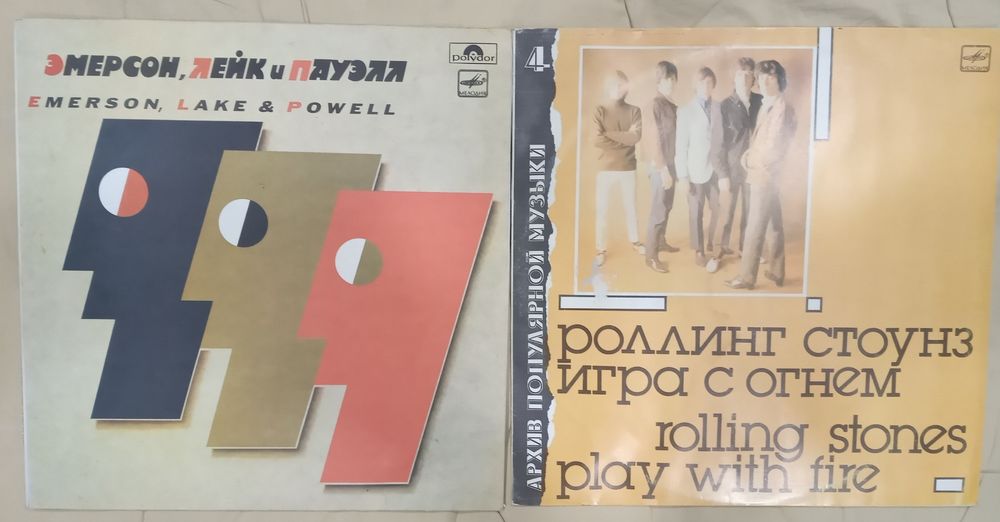 ЭМЕРСОН, ЛЕЙК и ПАУЭЛЛ
EMERSON, LAKE & POWELL
Polydor
МЕЛОДИЯ
4
АРХИВ ПОПУЛЯРНОЙ МУЗЫКИ
МЕЛОДИЯ
РОЛЛИНГ СТОУНЗ
ИГРА С ОГНЕМ
rolling stones
play with fire